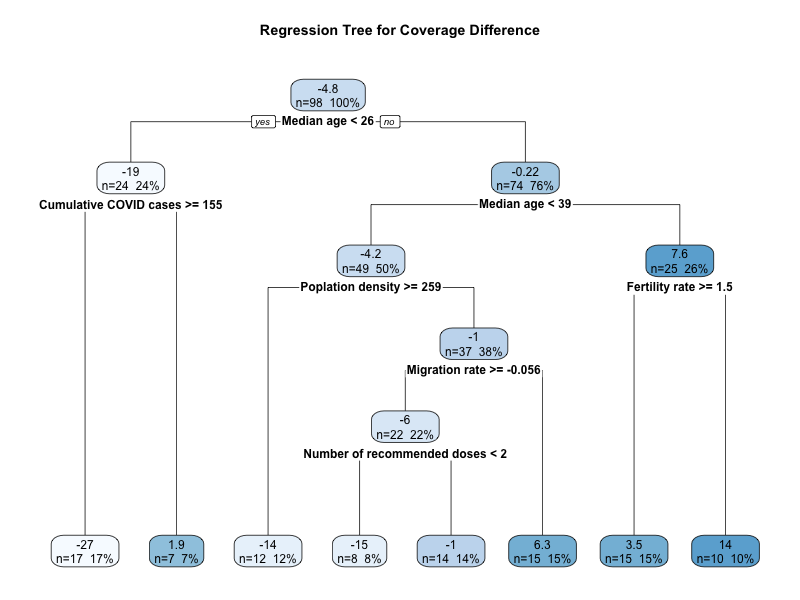 Regression Tree for Coverage Difference
-4.8
n=98 100%
yes Median age < 26 no
-19
n=24 24%
-0.22
n=74 76%
Cumulative COVID cases >= 155
Median age < 39
-4.2
n=49 50%
7.6
n=25 26%
Poplation density >= 259
Fertility rate >= 1.5
-1
n=37 38%
Migration rate >= -0.056
-6
n=22 22%
Number of recommended doses < 2
-27
n=17 17%
1.9
n=7 7%
-14
n=12 12%
-15
n=8 8%
-1
n=14 14%
6.3
n=15 15%
3.5
n=15 15%
14
n=10 10%